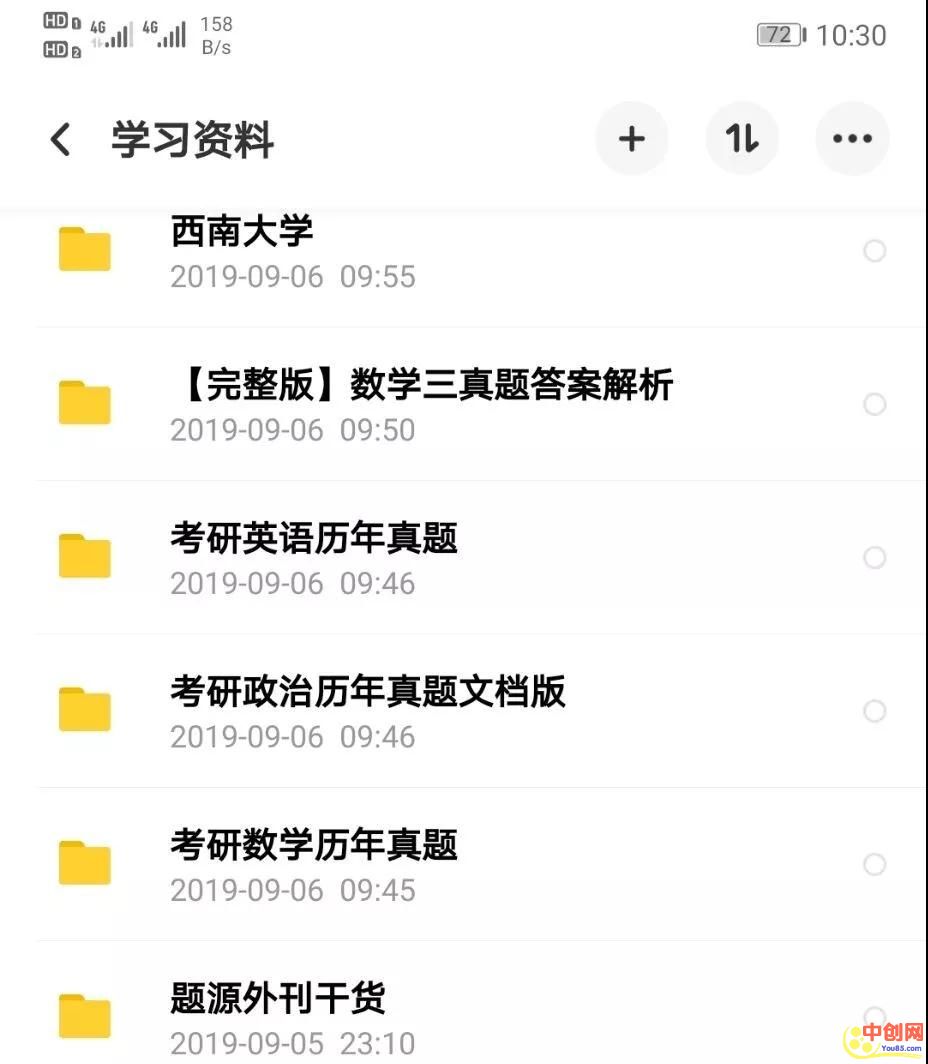 HD 1 4G 4G 158 72 10:30
HD 2 B/s
学习资料
西南大学
2019-09-06 09:55
【完整版】数学三真题答案解析
2019-09-06 09:50
考研英语历年真题
2019-09-06 09:46
考研政治历年真题文档版
2019-09-06 09:46
考研数学历年真题
2019-09-06 09:45
题源外刊干货
2019-09-05 23:10
中创网
You85.com